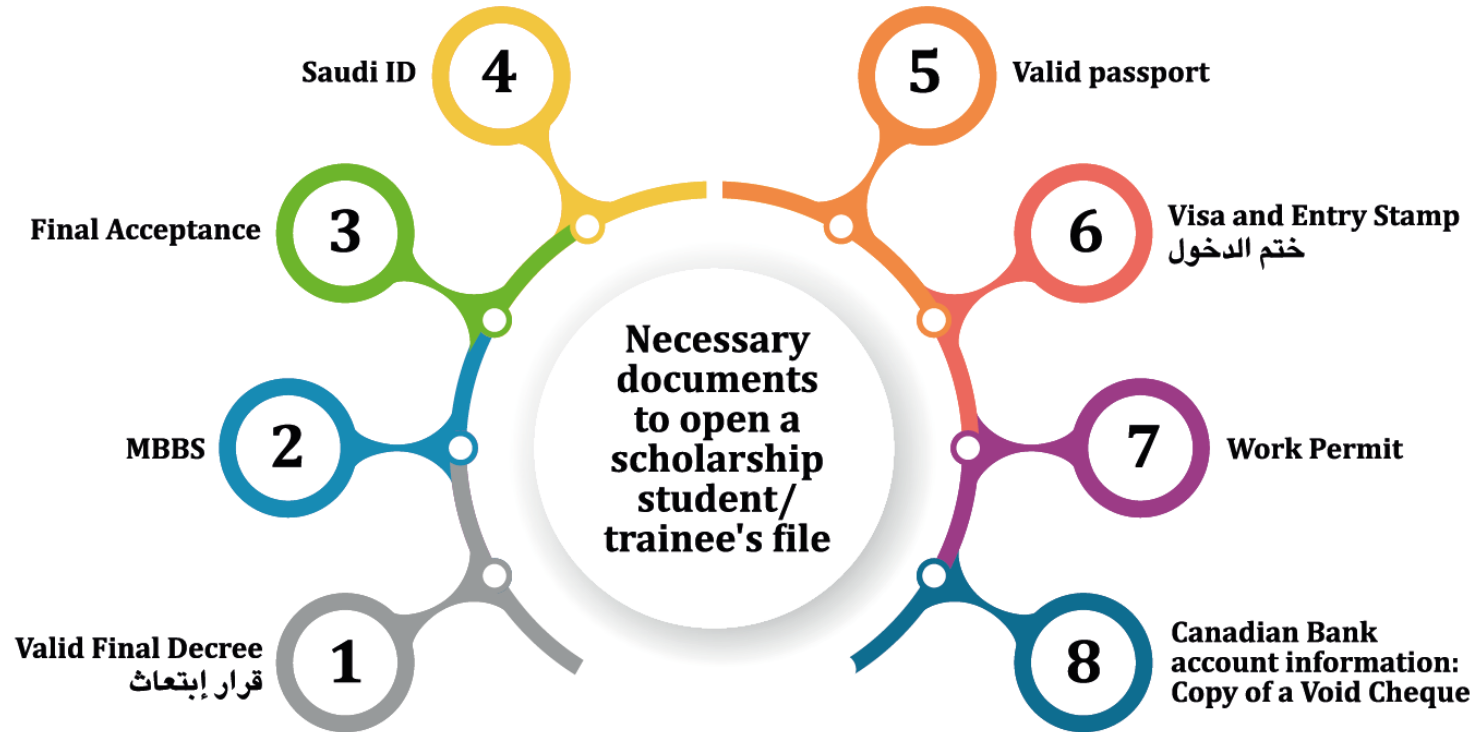 Necessary
documents
to open a
scholarship
student/
trainee's file
1
Valid Final Decree
قرار إبتعاث
2
MBBS
3
Final Acceptance
4
Saudi ID
5
Valid passport
6
Visa and Entry Stamp
ختم الدخول
7
Work Permit
8
Canadian Bank
account information:
Copy of a Void Cheque